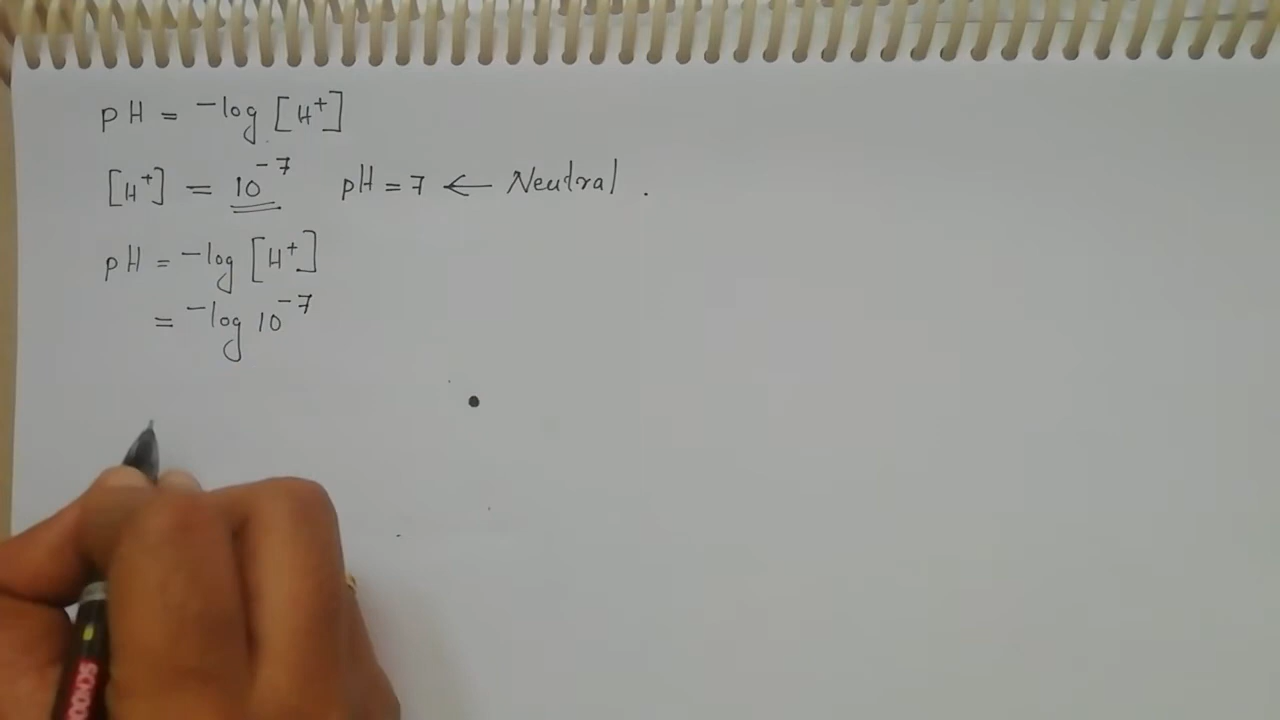 pH = -log [H⁺]
[H⁺] = 10⁻⁷ pH = 7 ← Neutral .
pH = -log [H⁺]
= -log 10⁻⁷